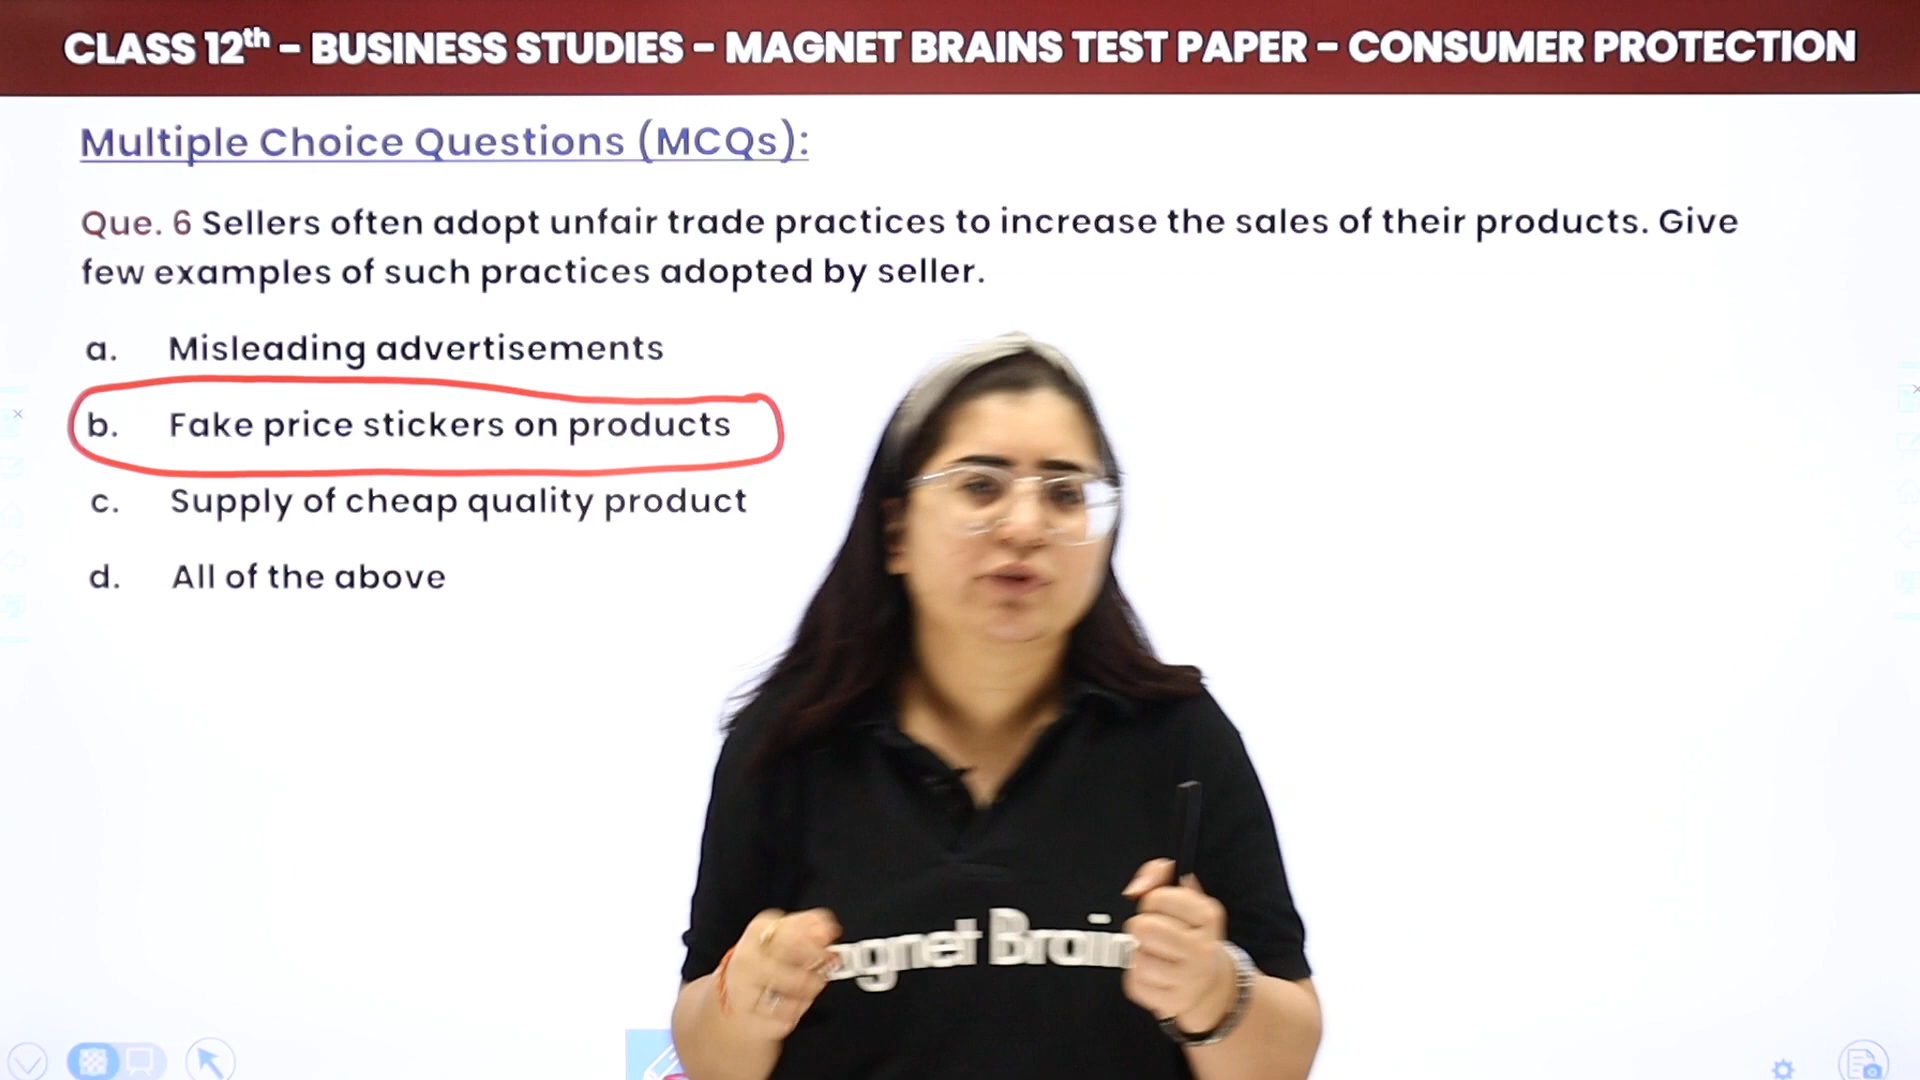 CLASS 12th – BUSINESS STUDIES – MAGNET BRAINS TEST PAPER – CONSUMER PROTECTION
Multiple Choice Questions (MCQs):
Que. 6 Sellers often adopt unfair trade practices to increase the sales of their products. Give
few examples of such practices adopted by seller.
a. Misleading advertisements
b. Fake price stickers on products
c. Supply of cheap quality product
d. All of the above
agnet Brain